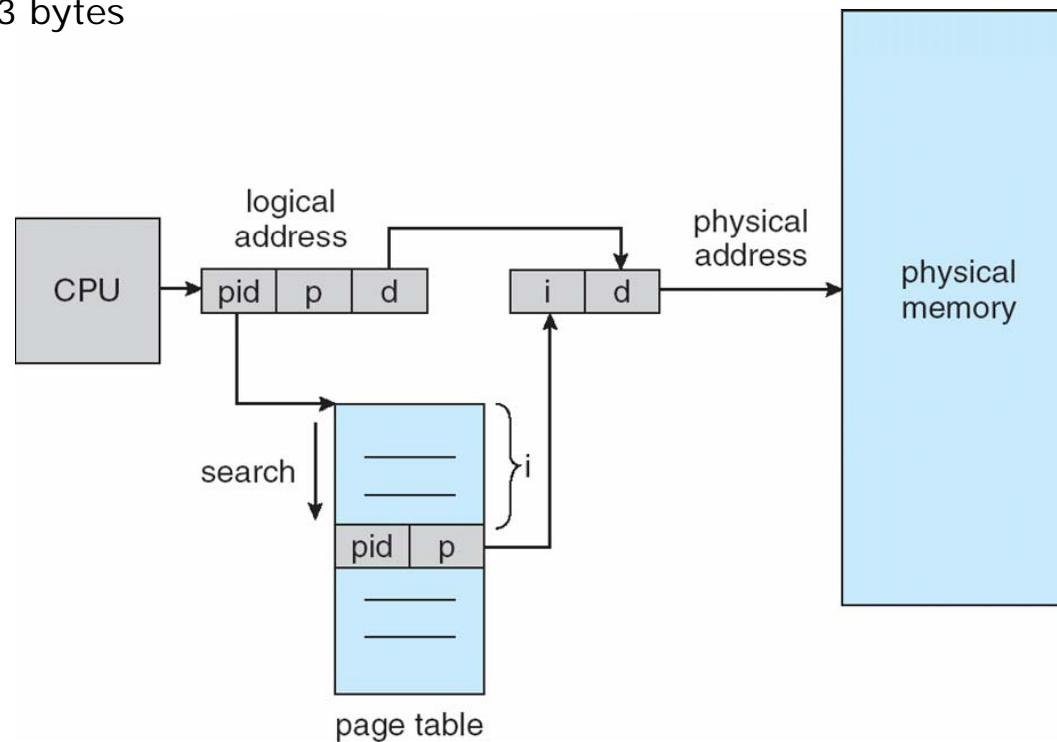 3 bytes
logical
address
physical
address
CPU
pid p d
i d
physical
memory
search
i
pid p
page table